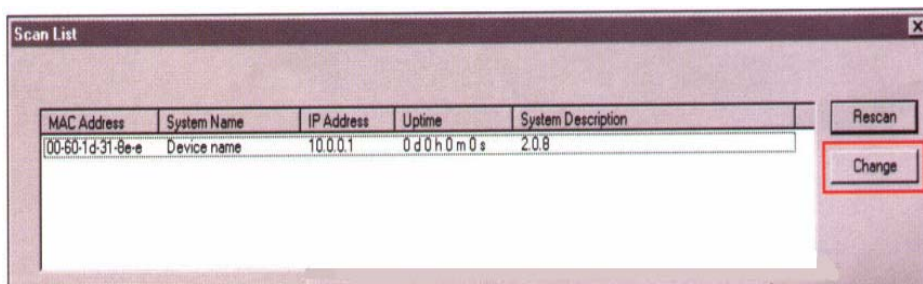 Scan List
MAC Address System Name IP Address Uptime System Description
Rescan
00-60-1d-31-8e-e Device name 10.0.0.1 0 d 0 h 0 m 0 s 2.0.8
Change